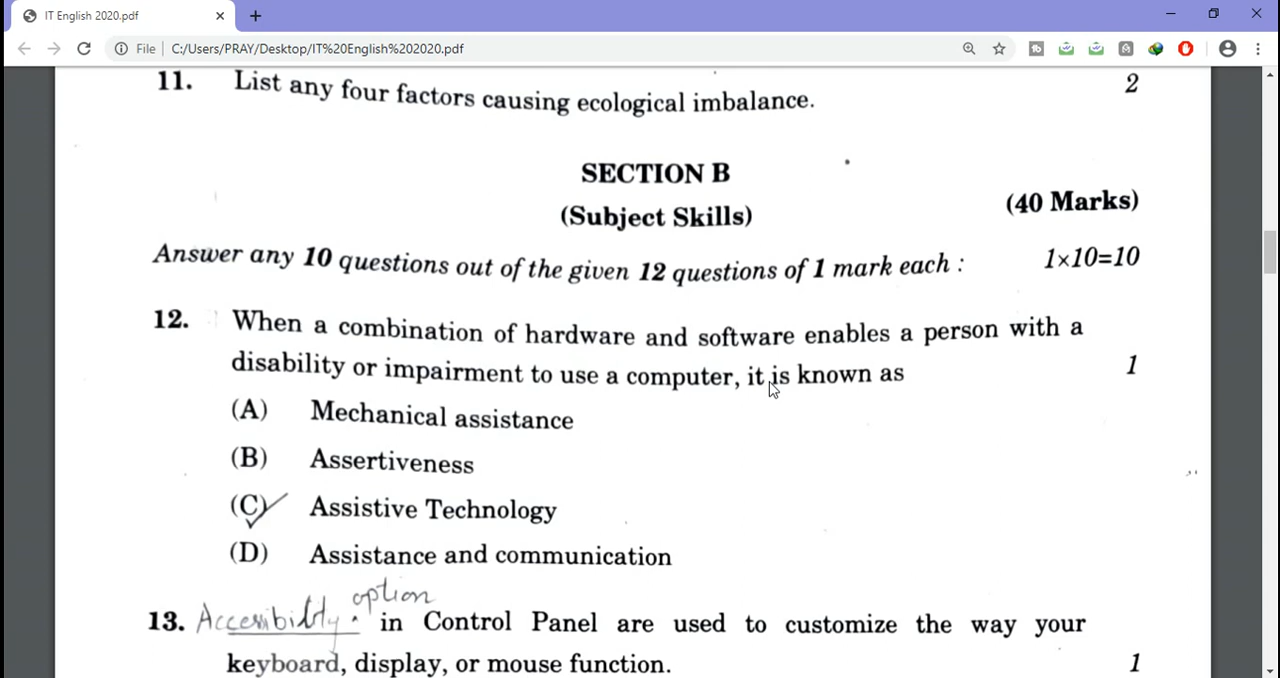 IT English 2020.pdf
File | C:/Users/PRAY/Desktop/IT%20English%202020.pdf
11. List any four factors causing ecological imbalance. 2
SECTION B
(Subject Skills) (40 Marks)
Answer any 10 questions out of the given 12 questions of 1 mark each : 1×10=10
12. When a combination of hardware and software enables a person with a
disability or impairment to use a computer, it is known as 1
(A) Mechanical assistance
(B) Assertiveness
(C) Assistive Technology
(D) Assistance and communication
option
13. Accessibility in Control Panel are used to customize the way your
keyboard, display, or mouse function. 1